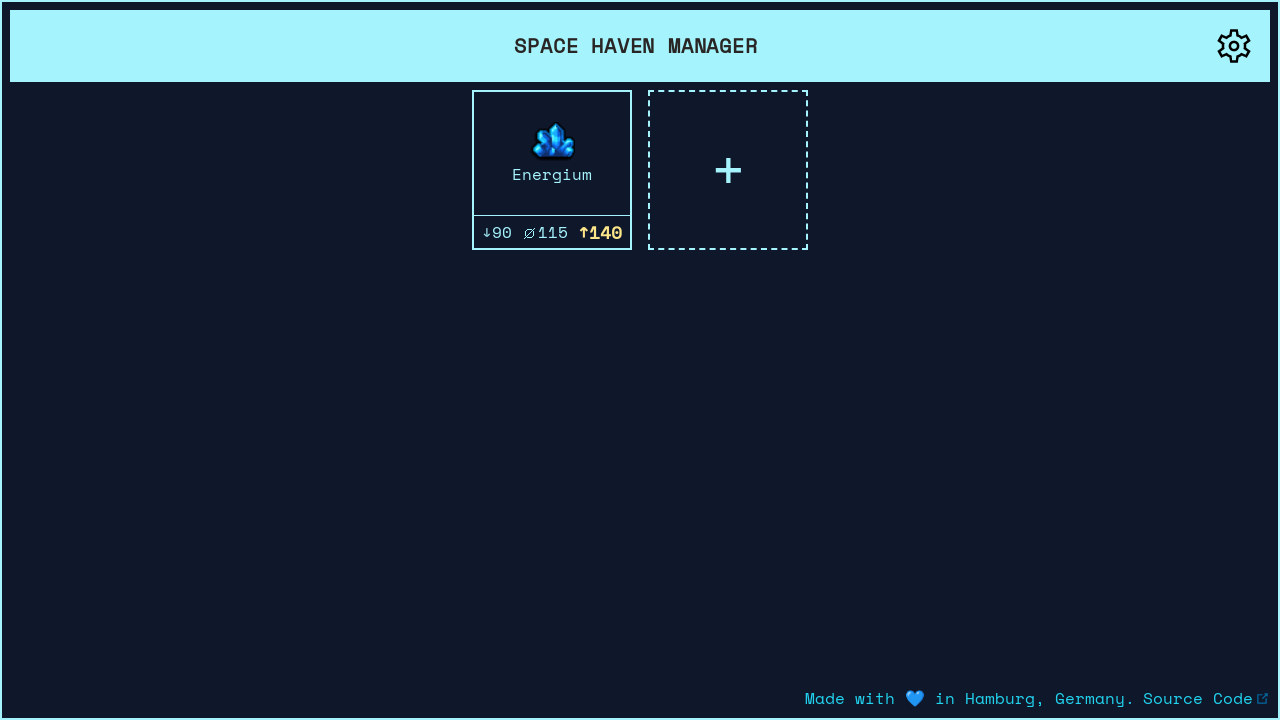 SPACE HAVEN MANAGER
Energium
+
↓90 ∅115 ↑140
Made with 💙 in Hamburg, Germany. Source Code